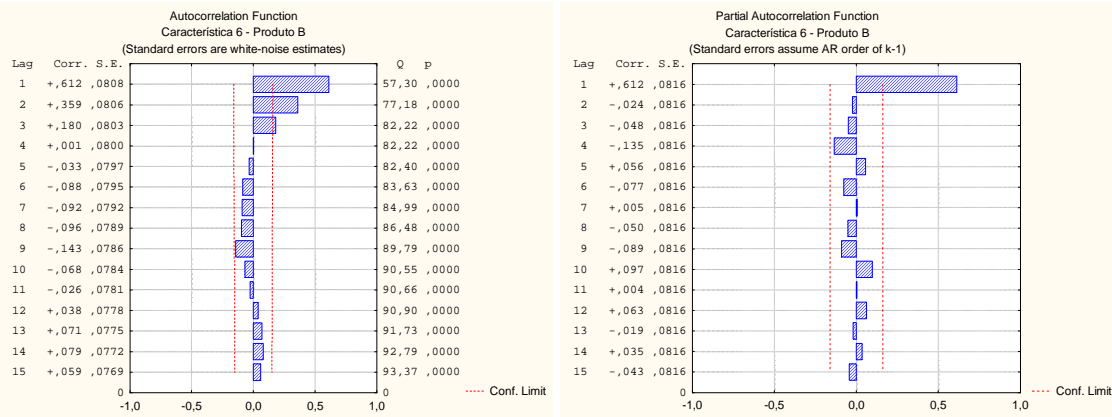 Autocorrelation Function
Característica 6 - Produto B
(Standard errors are white-noise estimates)
Lag Corr. S.E. Q p
1 +,612 ,0808 57,30 ,0000
2 +,359 ,0806 77,18 ,0000
3 +,180 ,0803 82,22 ,0000
4 +,001 ,0800 82,22 ,0000
5 -,033 ,0797 82,40 ,0000
6 -,088 ,0795 83,63 ,0000
7 -,092 ,0792 84,99 ,0000
8 -,096 ,0789 86,48 ,0000
9 -,143 ,0786 89,79 ,0000
10 -,068 ,0784 90,55 ,0000
11 -,026 ,0781 90,66 ,0000
12 +,038 ,0778 90,90 ,0000
13 +,071 ,0775 91,73 ,0000
14 +,079 ,0772 92,79 ,0000
15 +,059 ,0769 93,37 ,0000
0 0
Conf. Limit
-1,0 -0,5 0,0 0,5 1,0
Partial Autocorrelation Function
Característica 6 - Produto B
(Standard errors assume AR order of k-1)
Lag Corr. S.E.
1 +,612 ,0816
2 -,024 ,0816
3 -,048 ,0816
4 -,135 ,0816
5 +,056 ,0816
6 -,077 ,0816
7 +,005 ,0816
8 -,050 ,0816
9 -,089 ,0816
10 +,097 ,0816
11 +,004 ,0816
12 +,063 ,0816
13 -,019 ,0816
14 +,035 ,0816
15 -,043 ,0816
0 0
Conf. Limit
-1,0 -0,5 0,0 0,5 1,0